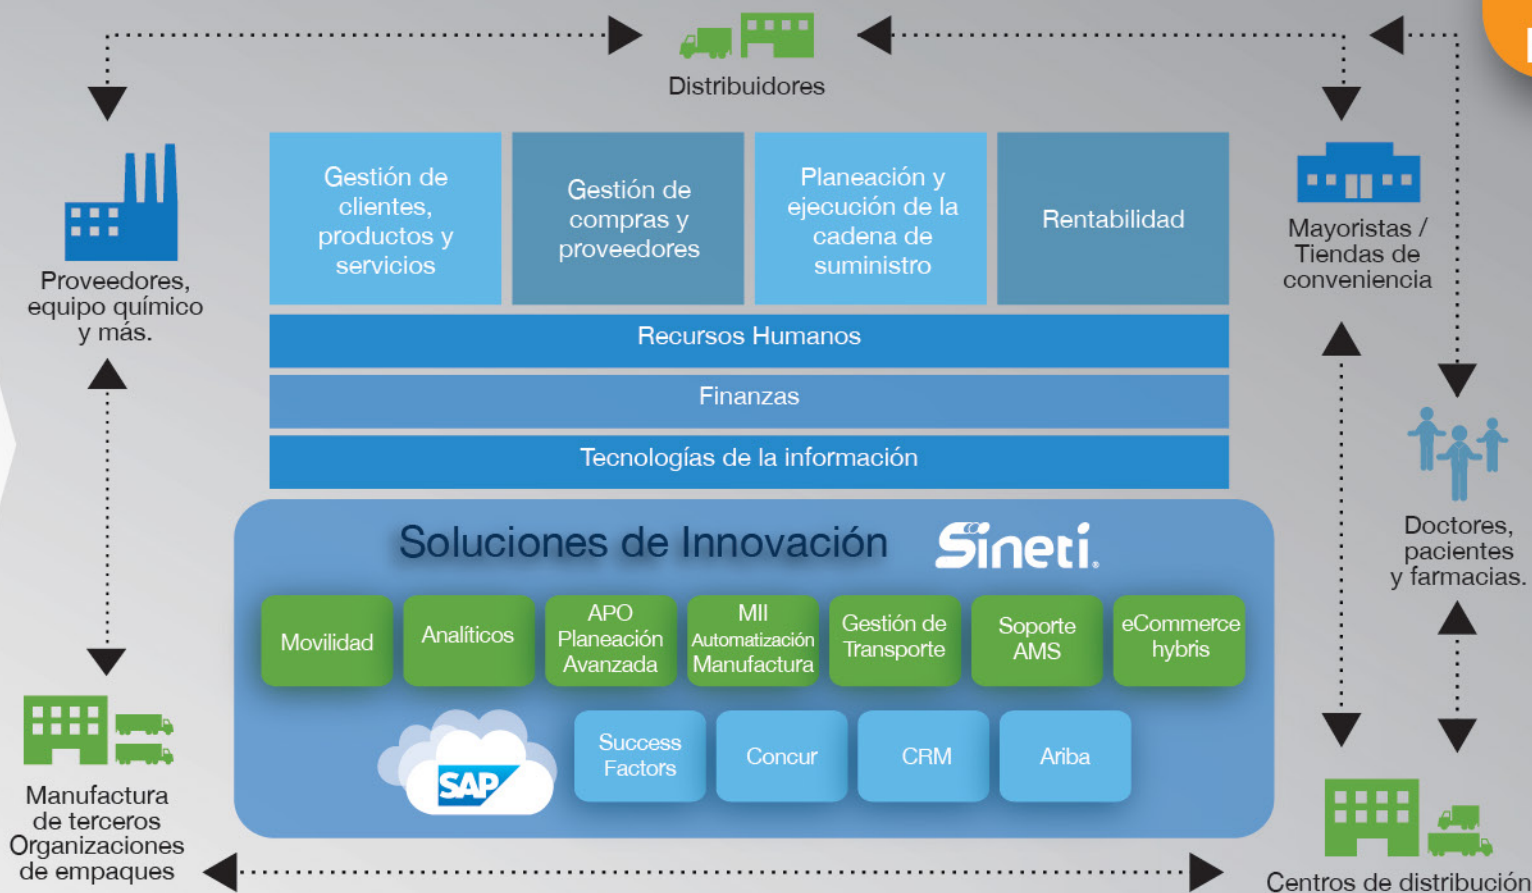 Distribuidores
Gestión de
clientes,
productos y
servicios
Gestión de
compras y
proveedores
Planeación y
ejecución de la
cadena de
suministro
Rentabilidad
Proveedores,
equipo químico
y más.
Mayoristas /
Tiendas de
conveniencia
Recursos Humanos
Finanzas
Tecnologías de la información
Doctores,
pacientes
y farmacias.
Soluciones de Innovación
Sineti®
Movilidad
Analíticos
APO
Planeación
Avanzada
MII
Automatización
Manufactura
Gestión de
Transporte
Soporte
AMS
eCommerce
hybris
SAP
Success
Factors
Concur
CRM
Ariba
Manufactura
de terceros
Organizaciones
de empaques
Centros de distribución